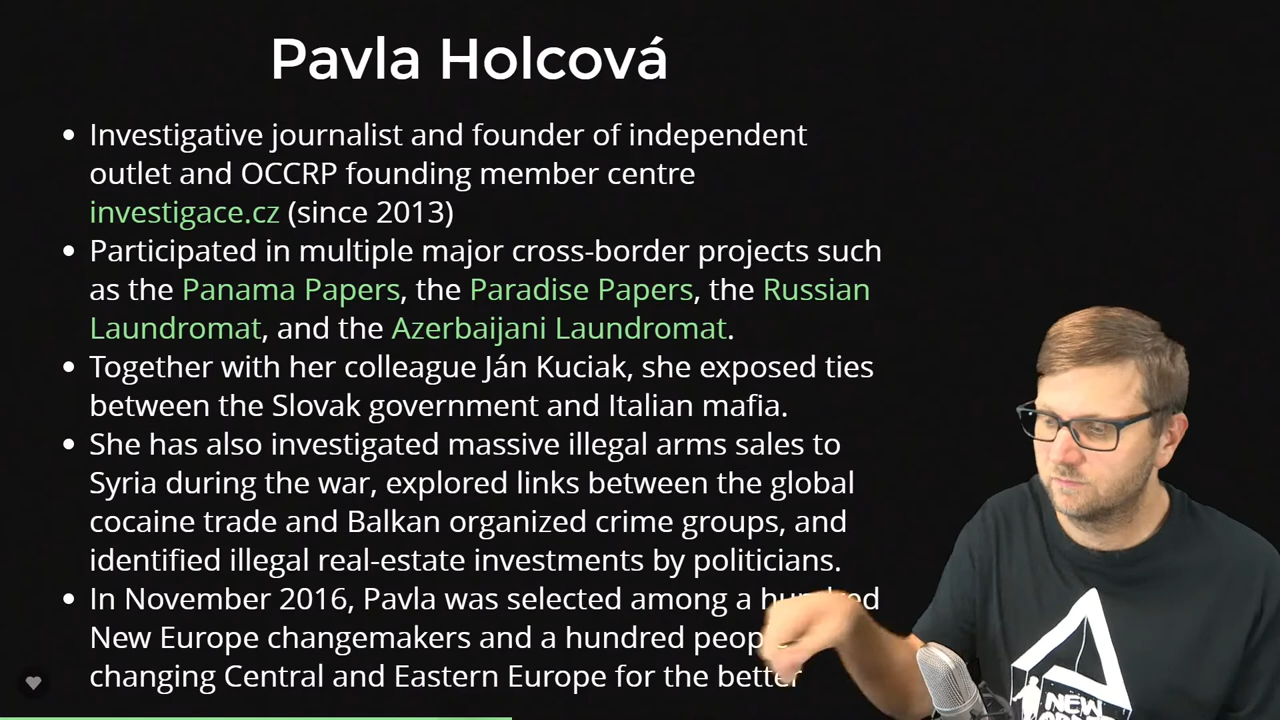 Pavla Holcová
Investigative journalist and founder of independent
outlet and OCCRP founding member centre
investigace.cz (since 2013)
Participated in multiple major cross-border projects such
as the Panama Papers, the Paradise Papers, the Russian
Laundromat, and the Azerbaijani Laundromat.
Together with her colleague Ján Kuciak, she exposed ties
between the Slovak government and Italian mafia.
She has also investigated massive illegal arms sales to
Syria during the war, explored links between the global
cocaine trade and Balkan organized crime groups, and
identified illegal real-estate investments by politicians.
In November 2016, Pavla was selected among a hundred
New Europe changemakers and a hundred people
changing Central and Eastern Europe for the better
NEW